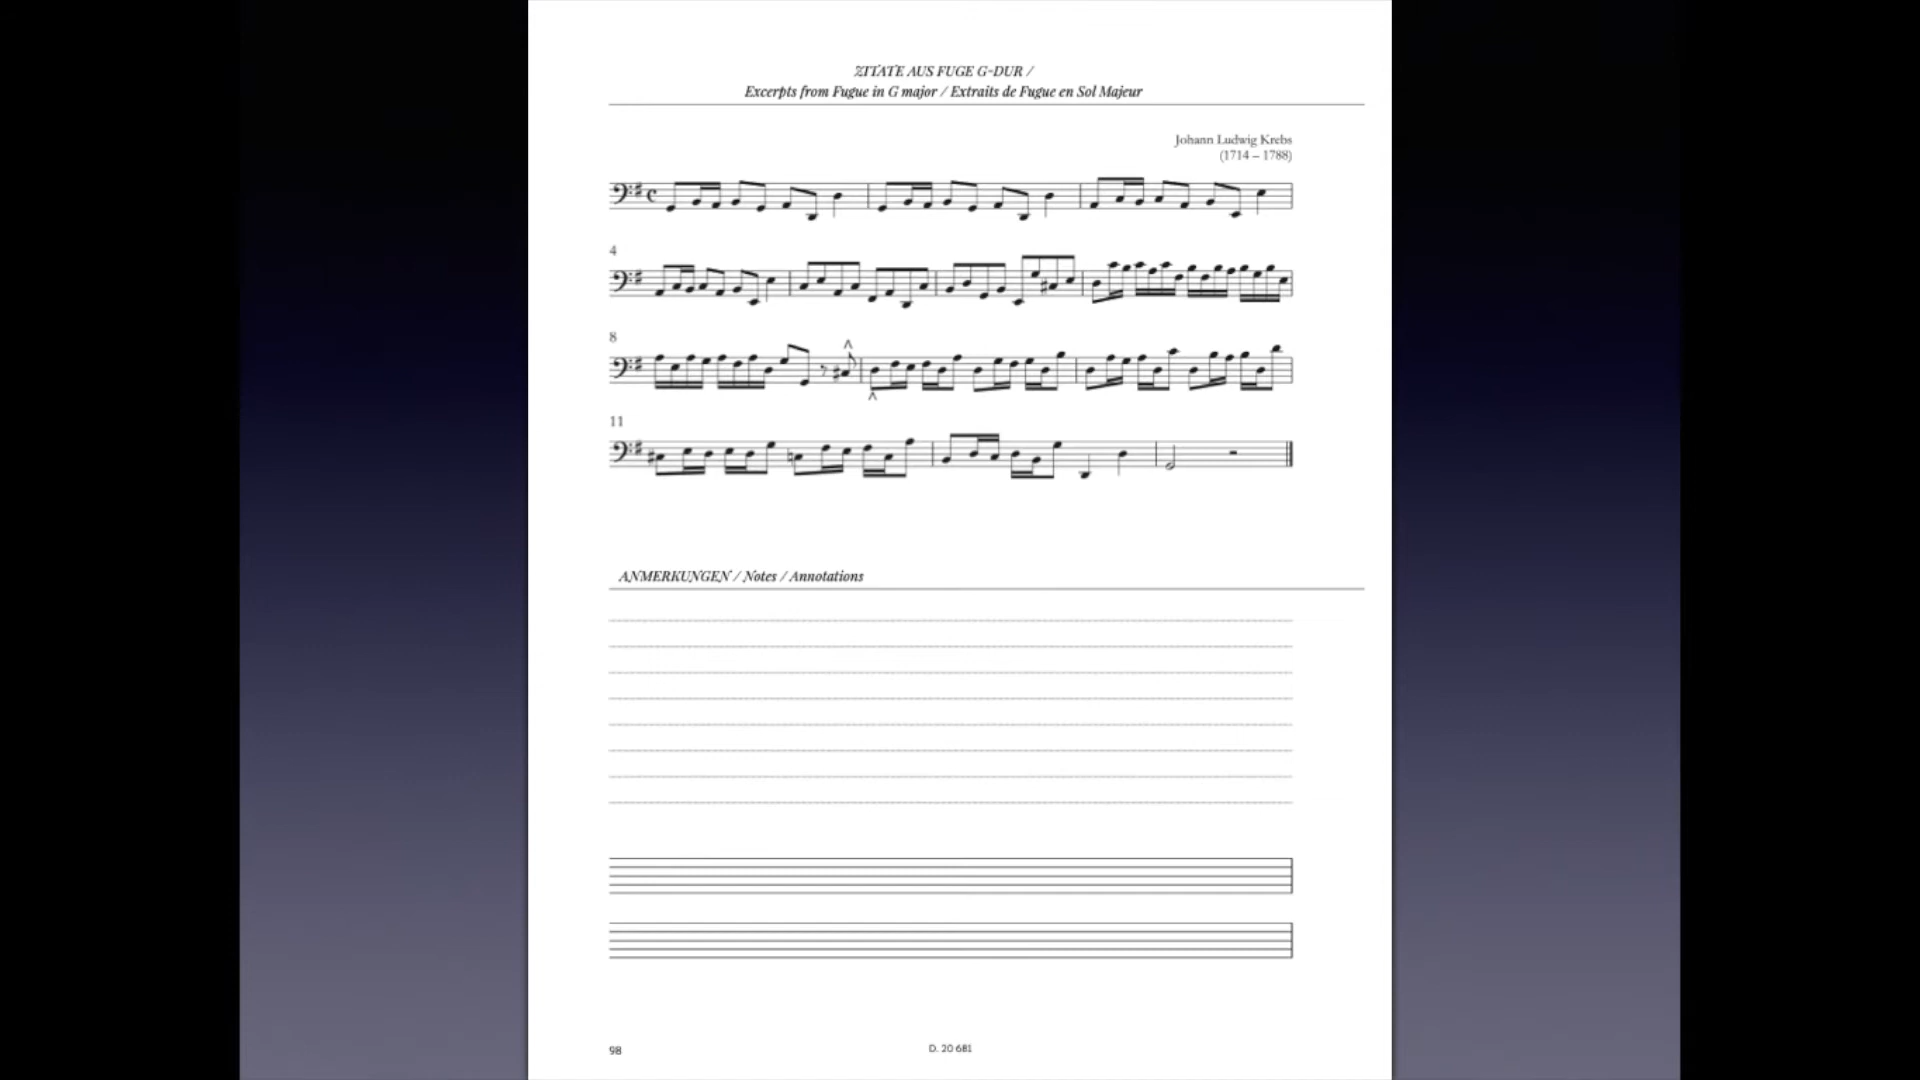 ZITATE AUS FUGE G-DUR /
Excerpts from Fugue in G major / Extraits de Fugue en Sol Majeur
Johann Ludwig Krebs
(1714 – 1788)
4
8
11
ANMERKUNGEN / Notes / Annotations
98
D. 20 681